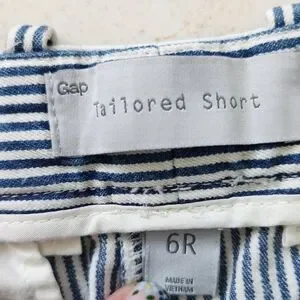 Gap
Tailored Short
6R
MADE IN
VIETNAM